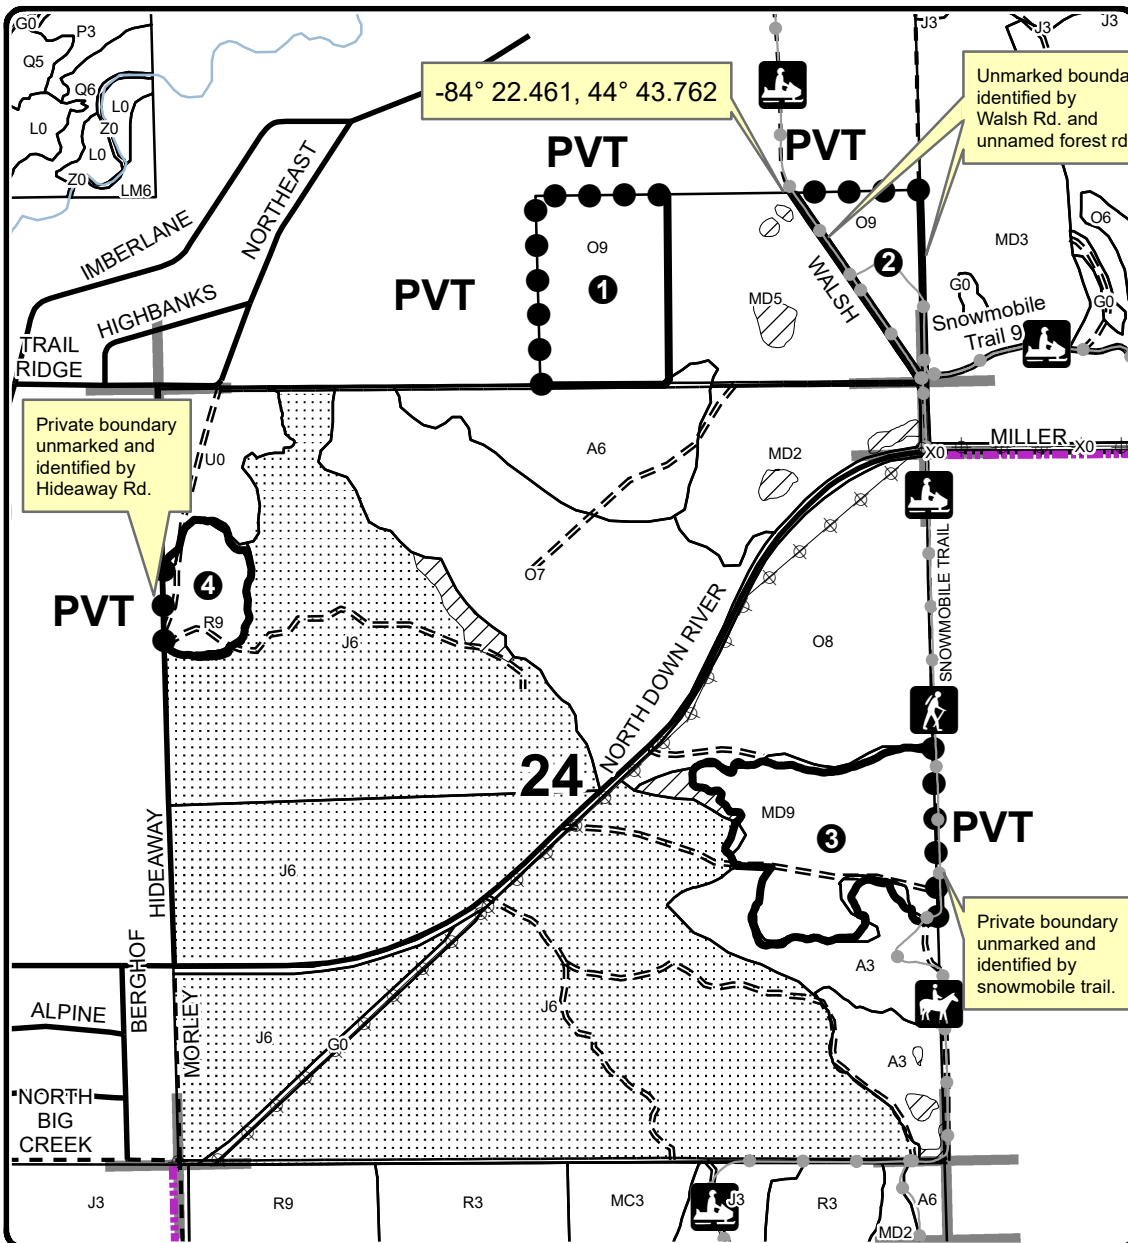 G0
P3
Q5
Q6
L0
L0
Z0
L0
Z0
LM6
-84° 22.461, 44° 43.762
Unmarked bounda
identified by
Walsh Rd. and
unnamed forest rd
J3
J3
J3
PVT
PVT
PVT
IMBERLANE
NORTHEAST
HIGHBANKS
TRAIL
RIDGE
O9
1
O9
2
MD5
WALSH
MD3
O6
G0
G0
Snowmobile
Trail 9
Private boundary
unmarked and
identified by
Hideaway Rd.
U0
A6
MD2
MILLER
X0
X0
O7
4
R9
PVT
J6
NORTH DOWN RIVER
O8
SNOWMOBILE TRAIL
24
MD9
3
PVT
HIDEAWAY
J6
Private boundary
unmarked and
identified by
snowmobile trail.
A3
BERGHOF
MORLEY
ALPINE
J6
G0
J6
A3
NORTH
BIG
CREEK
J3
R9
R3
MC3
J3
R3
A6
MD2